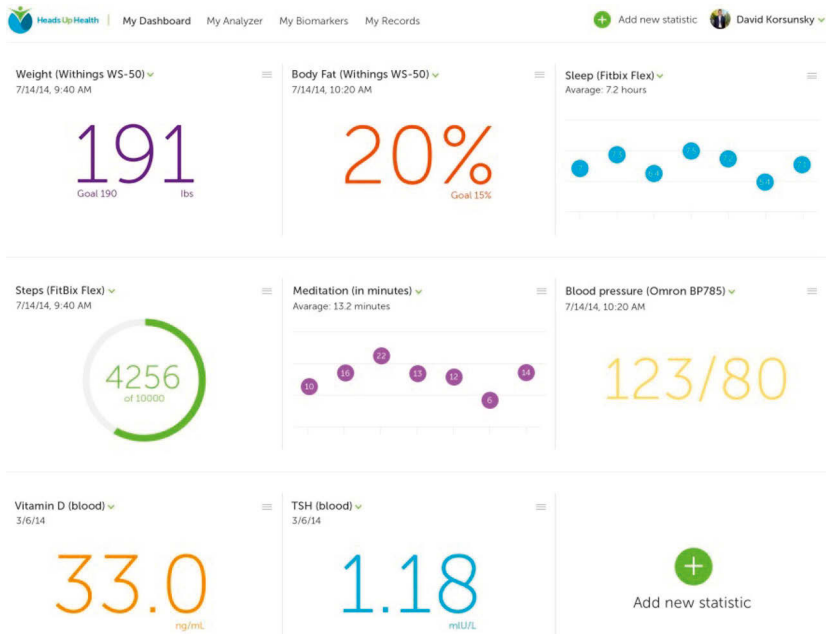 Heads Up Health
My Dashboard
My Analyzer
My Biomarkers
My Records
Add new statistic
David Korsunsky
Weight (Withings WS-50)
7/14/14, 9:40 AM
191
Goal 190
lbs
Body Fat (Withings WS-50)
7/14/14, 10:20 AM
20%
Goal 15%
Sleep (Fitbix Flex)
Avarage: 7.2 hours
Steps (FitBix Flex)
7/14/14, 9:40 AM
4256
of 10000
Meditation (in minutes)
Avarage: 13.2 minutes
10
16
22
13
12
6
14
Blood pressure (Omron BP785)
7/14/14, 10:20 AM
123/80
Vitamin D (blood)
3/6/14
33.0
ng/mL
TSH (blood)
3/6/14
1.18
mIU/L
Add new statistic